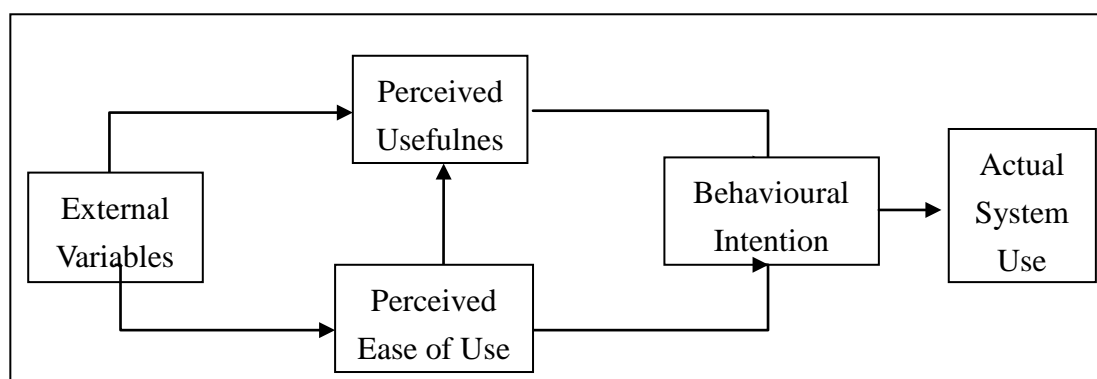 Perceived
Usefulnes
External
Variables
Perceived
Ease of Use
Behavioural
Intention
Actual
System
Use